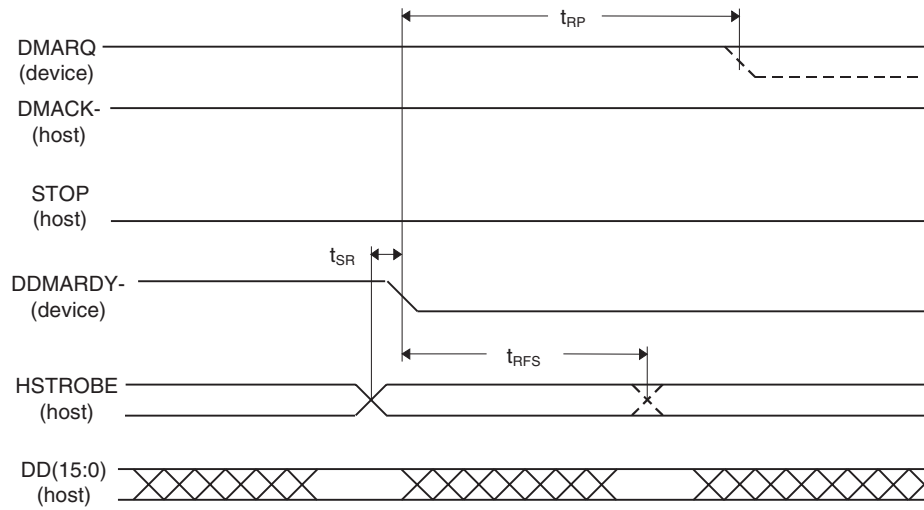 tRP
DMARQ
(device)
DMACK-
(host)
STOP
(host)
tSR
DDMARDY-
(device)
tRFS
HSTROBE
(host)
DD(15:0)
(host)